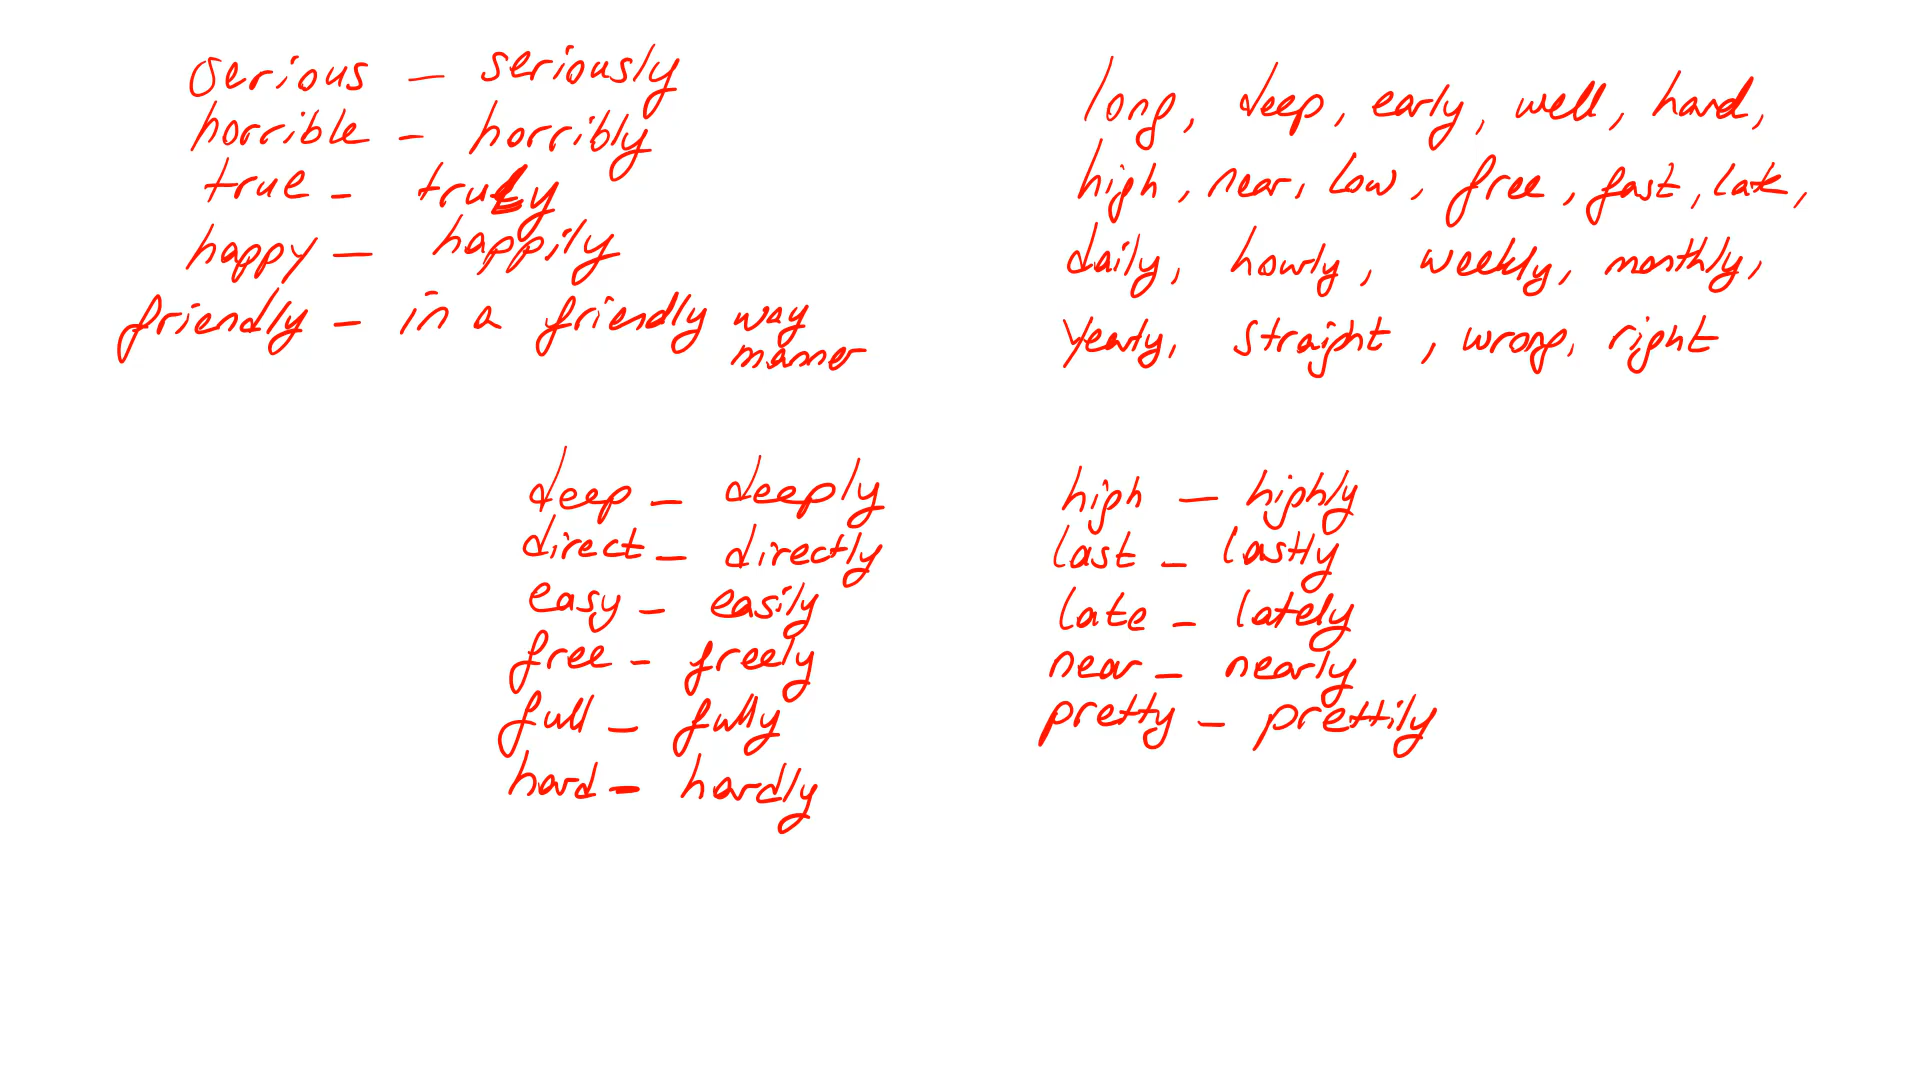 serious - seriously
horrible - horribly
true - truly
happy - happily
friendly - in a friendly way
manner
long, deep, early, well, hard,
high, near, low, free, fast, late,
daily, hourly, weekly, monthly,
yearly, straight, wrong, right
deep - deeply
direct - directly
easy - easily
free - freely
full - fully
hard - hardly
high - highly
last - lastly
late - lately
near - nearly
pretty - prettily